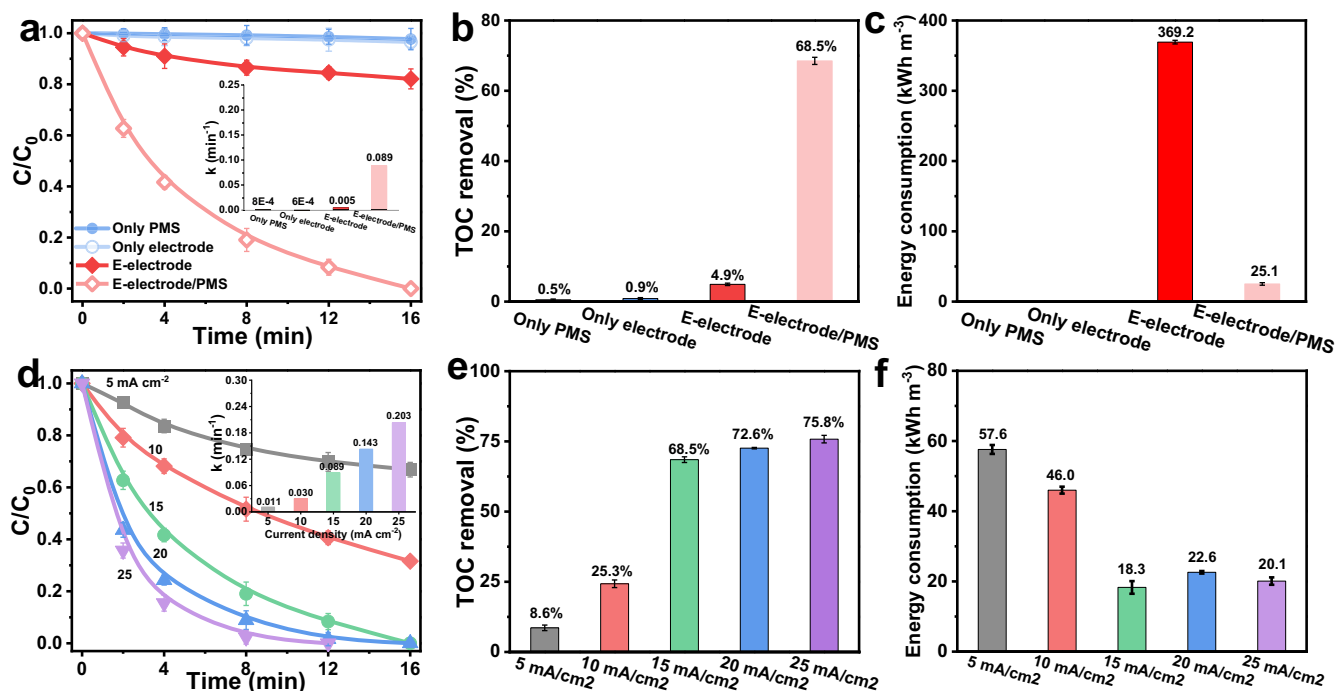 a
C/C0
1.0
0.8
0.6
0.4
0.2
0.0
0
4
8
12
16
Time (min)
Only PMS
Only electrode
E-electrode
E-electrode/PMS
k (min-1)
0.25
0.20
0.15
0.10
0.05
0.00
8E-4
6E-4
0.005
0.089
Only PMS
Only electrode
E-electrode
E-electrode/PMS
b
TOC removal (%)
80
60
40
20
0
0.5%
0.9%
4.9%
68.5%
Only PMS
Only electrode
E-electrode
E-electrode/PMS
c
Energy consumption (kWh m-3)
400
300
200
100
0
369.2
25.1
Only PMS
Only electrode
E-electrode
E-electrode/PMS
d
C/C0
1.0
0.8
0.6
0.4
0.2
0.0
0
4
8
12
16
Time (min)
5 mA cm-2
10
15
20
25
k (min-1)
0.30
0.24
0.18
0.12
0.06
0.00
0.011
0.030
0.089
0.143
0.203
5
10
15
20
25
Current density (mA cm-2)
e
TOC removal (%)
100
75
50
25
0
8.6%
25.3%
68.5%
72.6%
75.8%
5 mA/cm2
10 mA/cm2
15 mA/cm2
20 mA/cm2
25 mA/cm2
f
Energy consumption (kWh m-3)
80
60
40
20
0
57.6
46.0
18.3
22.6
20.1
5 mA/cm2
10 mA/cm2
15 mA/cm2
20 mA/cm2
25 mA/cm2